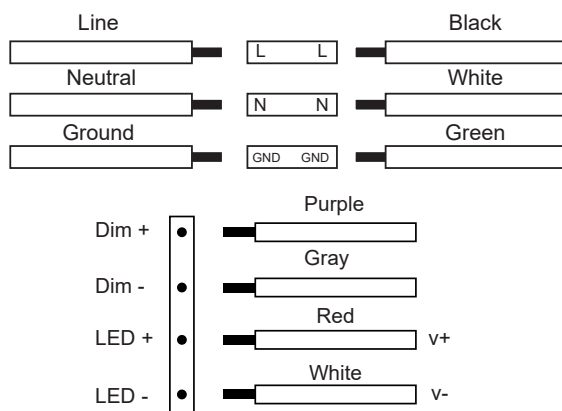 Line Black
L L
Neutral White
N N
Ground Green
GND GND
Purple
Dim +
Gray
Dim -
Red
LED + v+
White
LED - v-